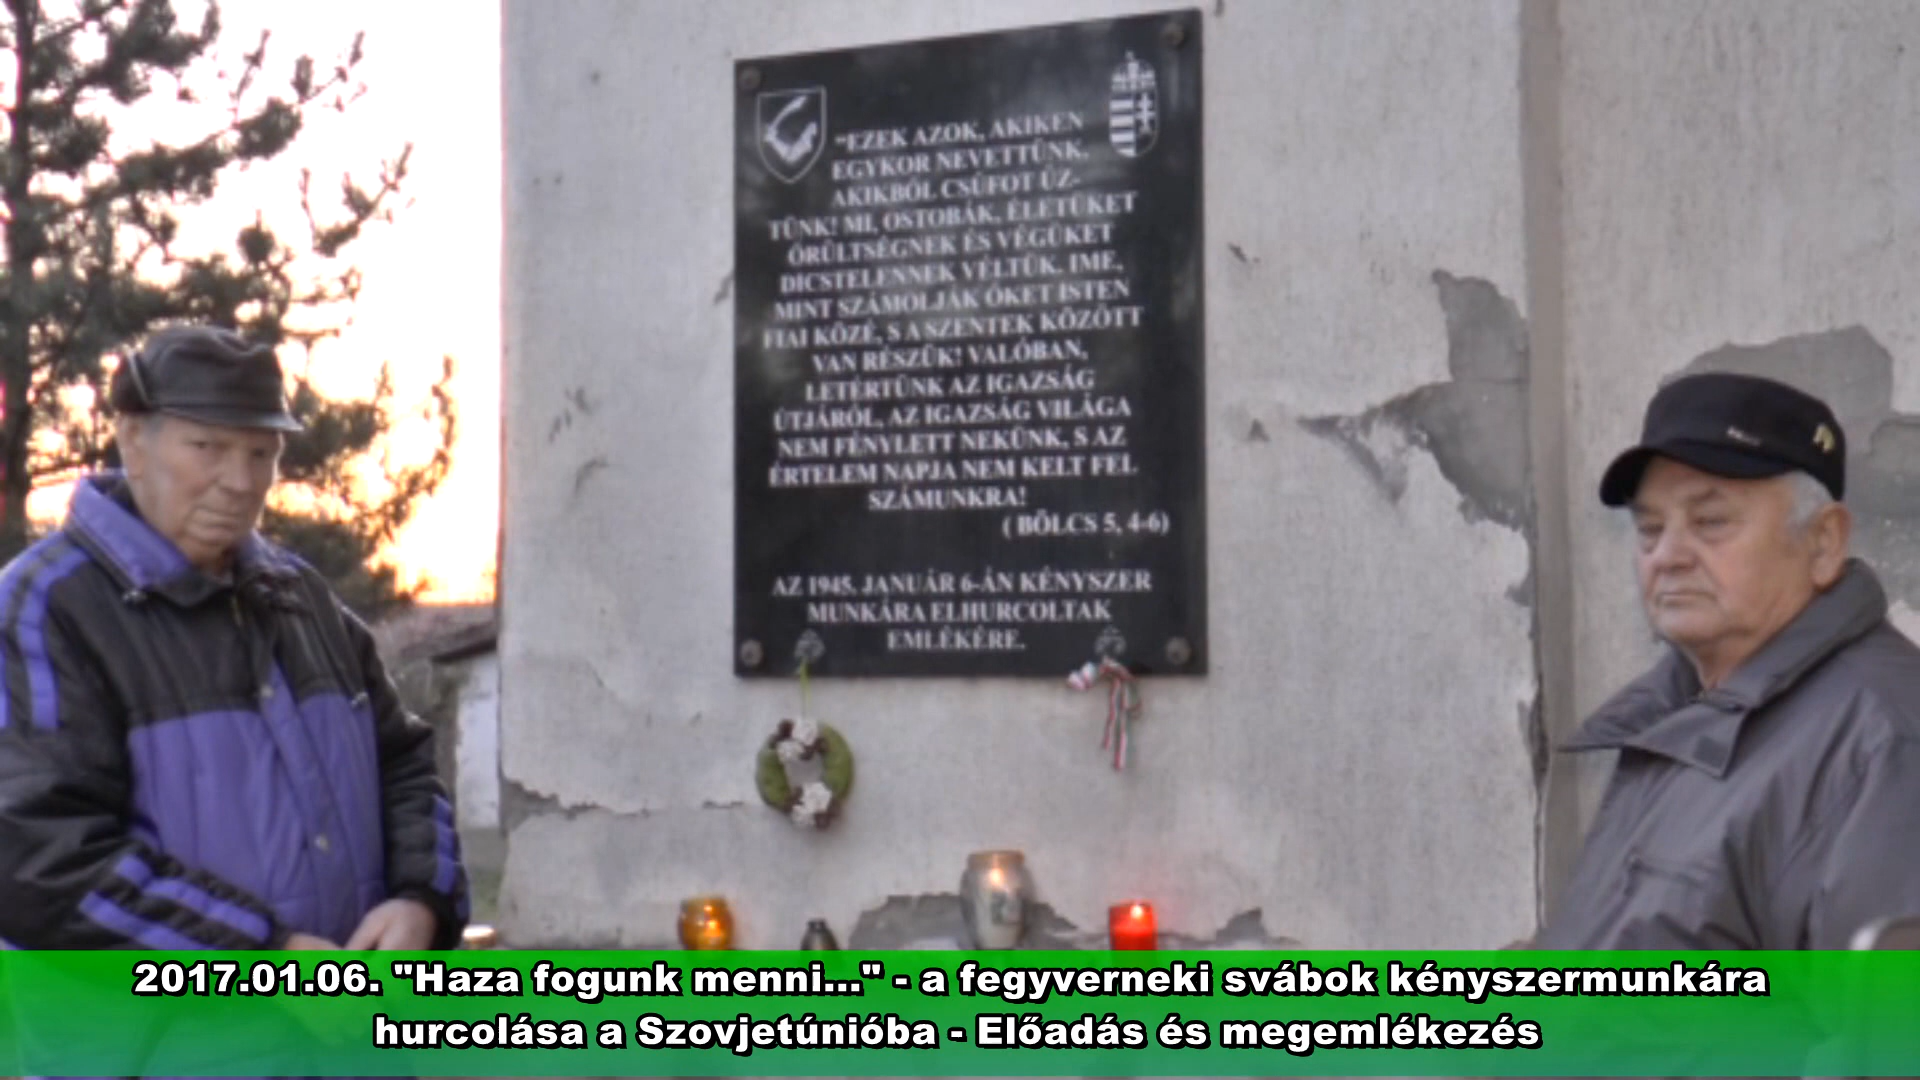 "EZEK AZOK, AKIKEN
EGYKOR NEVETTÜNK,
AKIKBŐL CSÚFOT ŰZ-
TÜNK! MI, OSTOBÁK, ÉLETÜKET
ŐRÜLTSÉGNEK ÉS VÉGÜKET
DICSTELENNEK VÉLTÜK. IME,
MINT SZÁMOLJÁK ŐKET ISTEN
FIAI KÖZÉ, S A SZENTEK KÖZÖTT
VAN RÉSZÜK! VALÓBAN,
LETÉRTÜNK AZ IGAZSÁG
ÚTJÁRÓL, AZ IGAZSÁG VILÁGA
NEM FÉNYLETT NEKÜNK, S AZ
ÉRTELEM NAPJA NEM KELT FEL
SZÁMUNKRA!
( BÖLCS 5, 4-6)
AZ 1945. JANUÁR 6-ÁN KÉNYSZER
MUNKÁRA ELHURCOLTAK
EMLÉKÉRE.
2017.01.06. "Haza fogunk menni..." - a fegyverneki svábok kényszermunkára
hurcolása a Szovjetúnióba - Előadás és megemlékezés